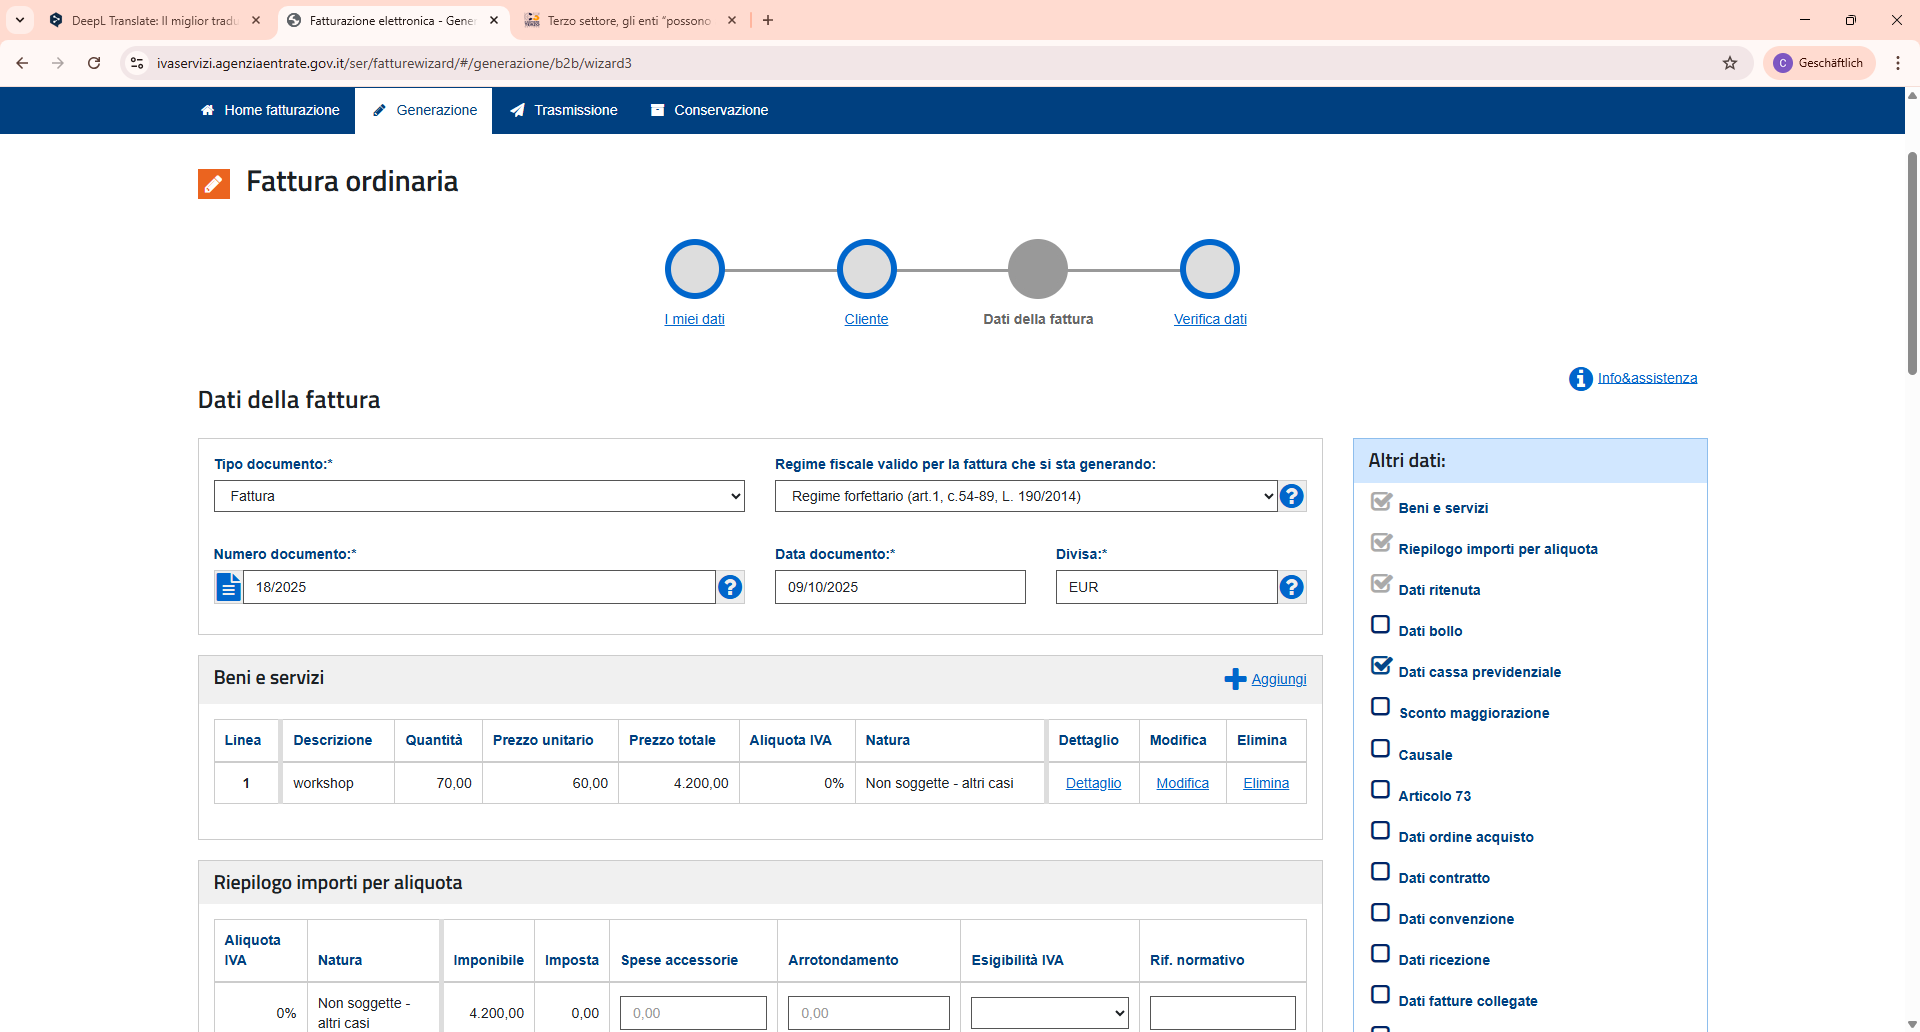 DeepL Translate: Il miglior tradu
Fatturazione elettronica - Gener
Terzo settore, gli enti "possono
ivaservizi.agenziaentrate.gov.it/ser/fatturewizard/#/generazione/b2b/wizard3
C Geschäftlich
Home fatturazione
Generazione
Trasmissione
Conservazione
Fattura ordinaria
I miei dati
Cliente
Dati della fattura
Verifica dati
Info&assistenza
Dati della fattura
Tipo documento:*
Regime fiscale valido per la fattura che si sta generando:
Fattura
Regime forfettario (art.1, c.54-89, L. 190/2014)
Numero documento:*
Data documento:*
Divisa:*
18/2025
09/10/2025
EUR
Beni e servizi
Aggiungi
Linea Descrizione Quantità Prezzo unitario Prezzo totale Aliquota IVA Natura Dettaglio Modifica Elimina
1 workshop 70,00 60,00 4.200,00 0% Non soggette - altri casi Dettaglio Modifica Elimina
Riepilogo importi per aliquota
Aliquota IVA Natura Imponibile Imposta Spese accessorie Arrotondamento Esigibilità IVA Rif. normativo
0% Non soggette - altri casi 4.200,00 0,00 0,00 0,00
Altri dati:
Beni e servizi
Riepilogo importi per aliquota
Dati ritenuta
Dati bollo
Dati cassa previdenziale
Sconto maggiorazione
Causale
Articolo 73
Dati ordine acquisto
Dati contratto
Dati convenzione
Dati ricezione
Dati fatture collegate